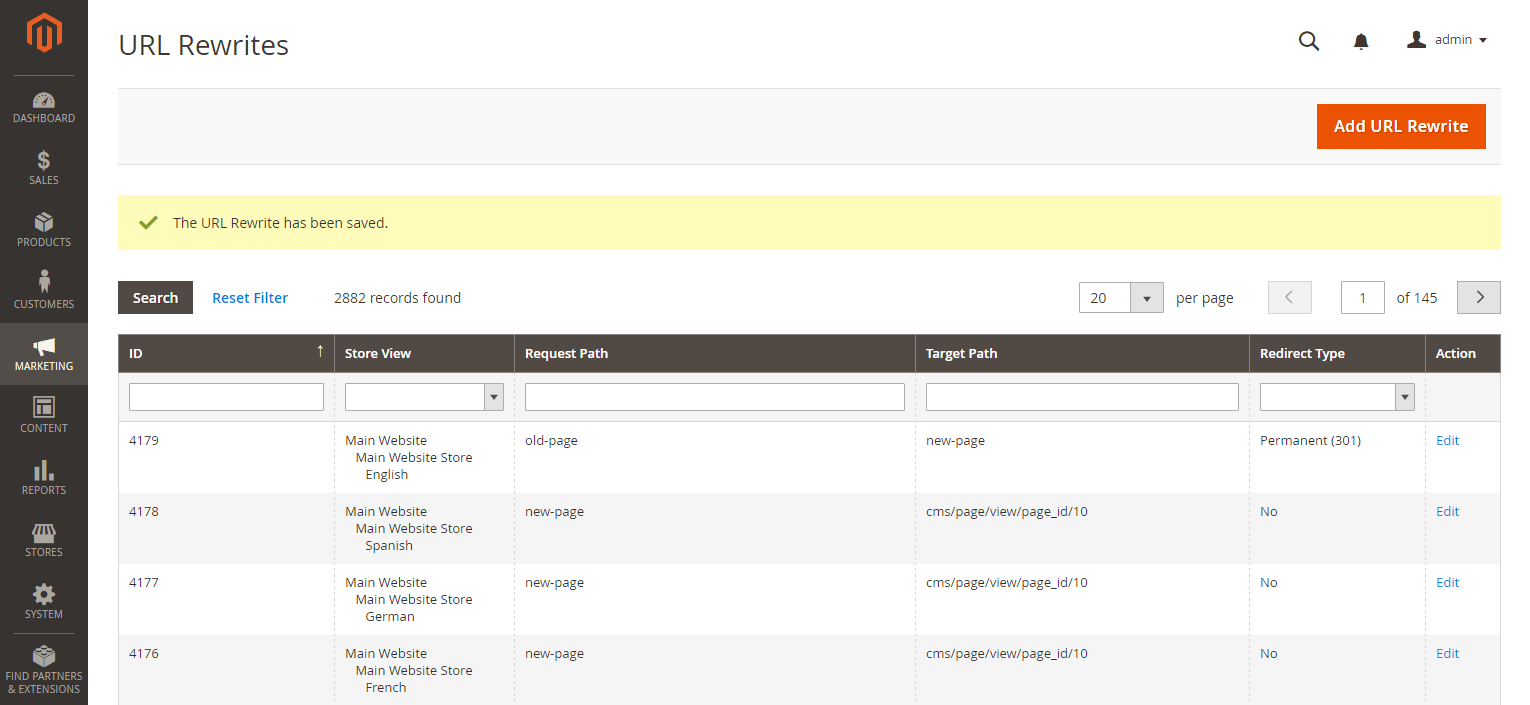 URL Rewrites
admin
DASHBOARD
SALES
PRODUCTS
CUSTOMERS
MARKETING
CONTENT
REPORTS
STORES
SYSTEM
FIND PARTNERS
& EXTENSIONS
Add URL Rewrite
The URL Rewrite has been saved.
Search Reset Filter 2882 records found 20 per page 1 of 145
ID ↑ Store View Request Path Target Path Redirect Type Action
4179 Main Website old-page new-page Permanent (301) Edit
Main Website Store
English
4178 Main Website new-page cms/page/view/page_id/10 No Edit
Main Website Store
Spanish
4177 Main Website new-page cms/page/view/page_id/10 No Edit
Main Website Store
German
4176 Main Website new-page cms/page/view/page_id/10 No Edit
Main Website Store
French